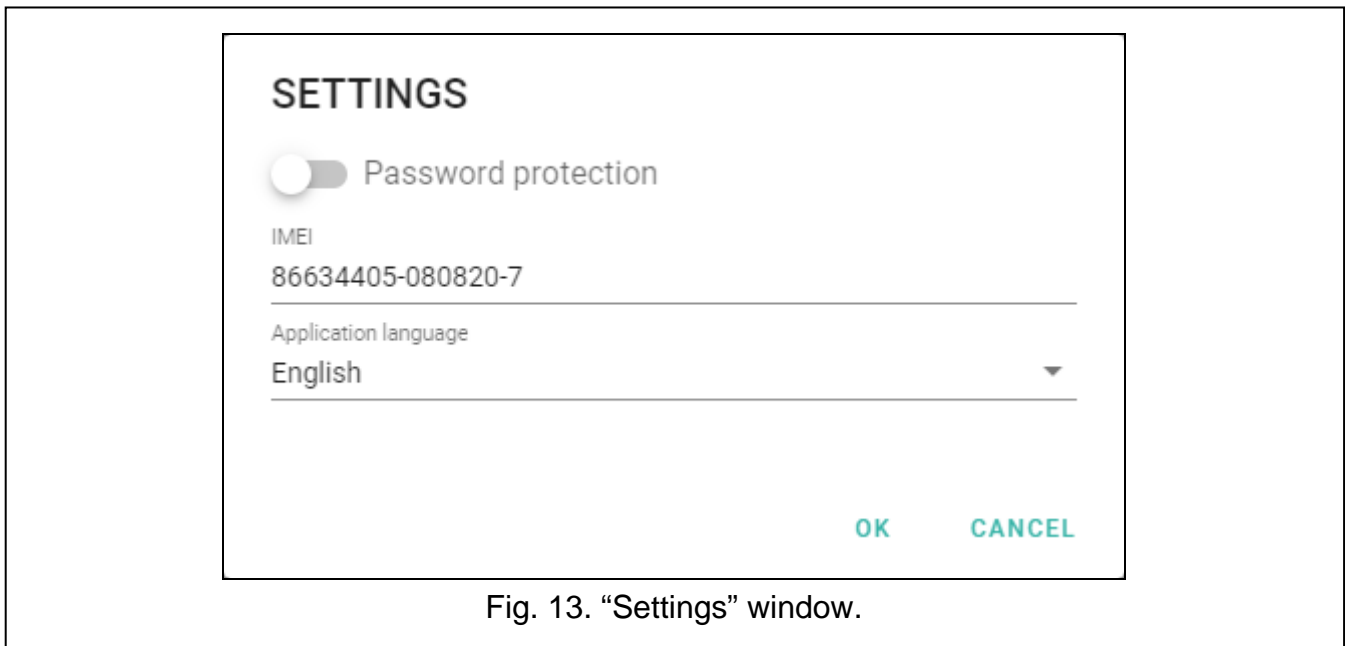 SETTINGS
Password protection
IMEI
86634405-080820-7
Application language
English
OK CANCEL
Fig. 13. “Settings” window.